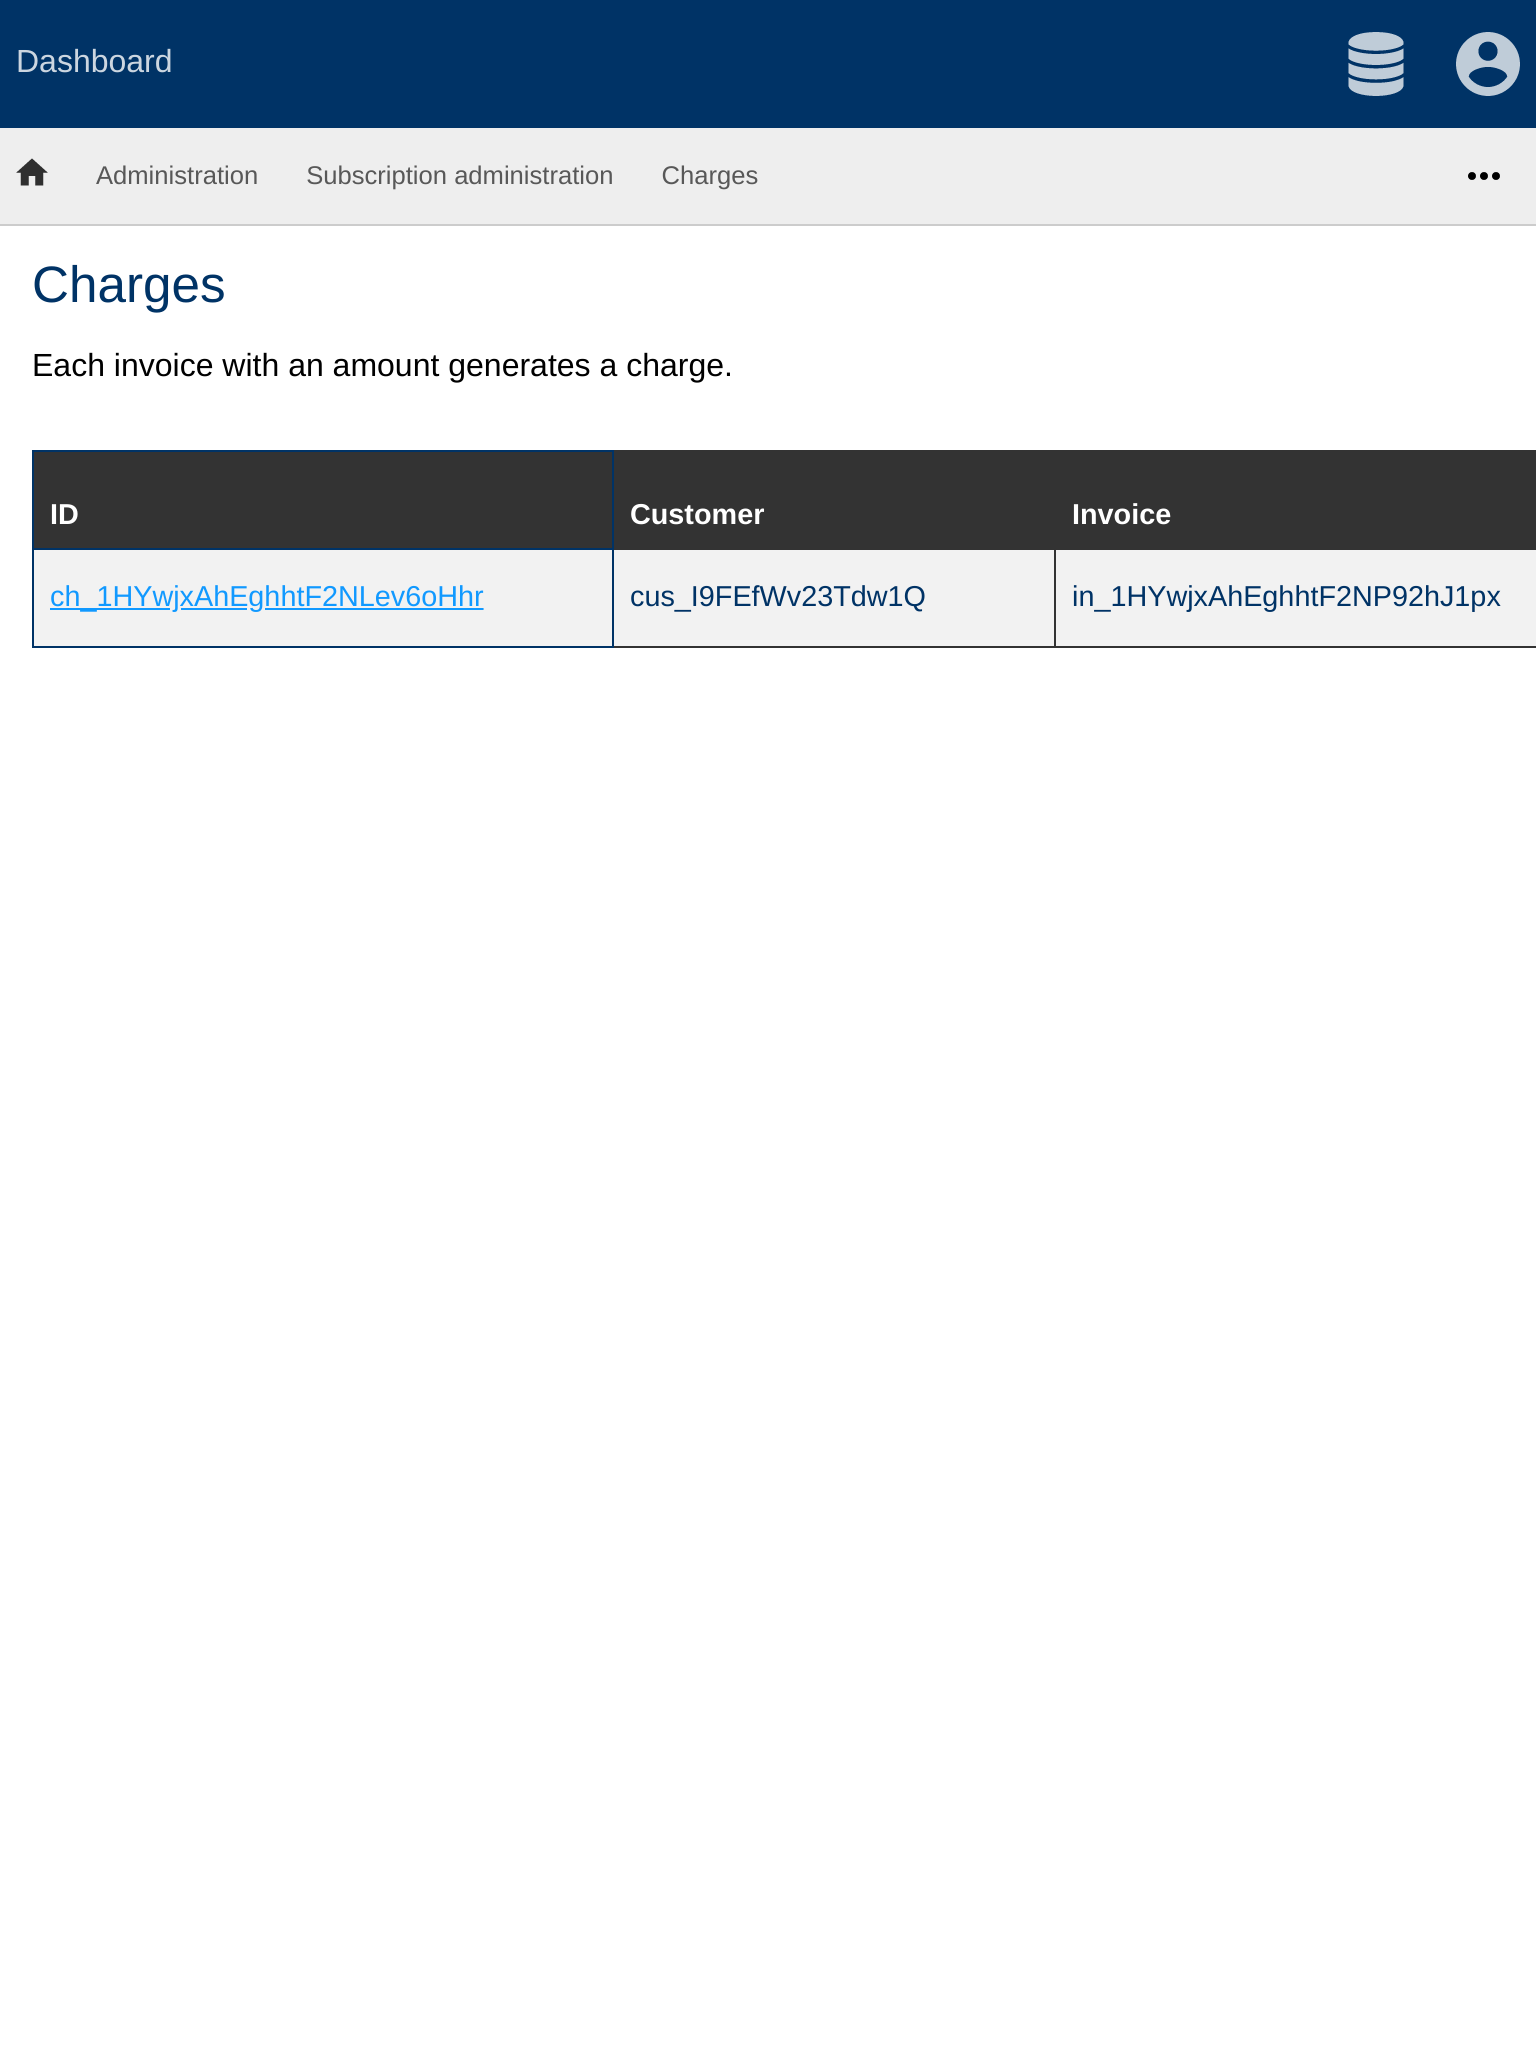 Dashboard
Administration Subscription administration Charges
Charges
Each invoice with an amount generates a charge.
ID Customer Invoice
ch_1HYwjxAhEghhtF2NLev6oHhr cus_I9FEfWv23Tdw1Q in_1HYwjxAhEghhtF2NP92hJ1px